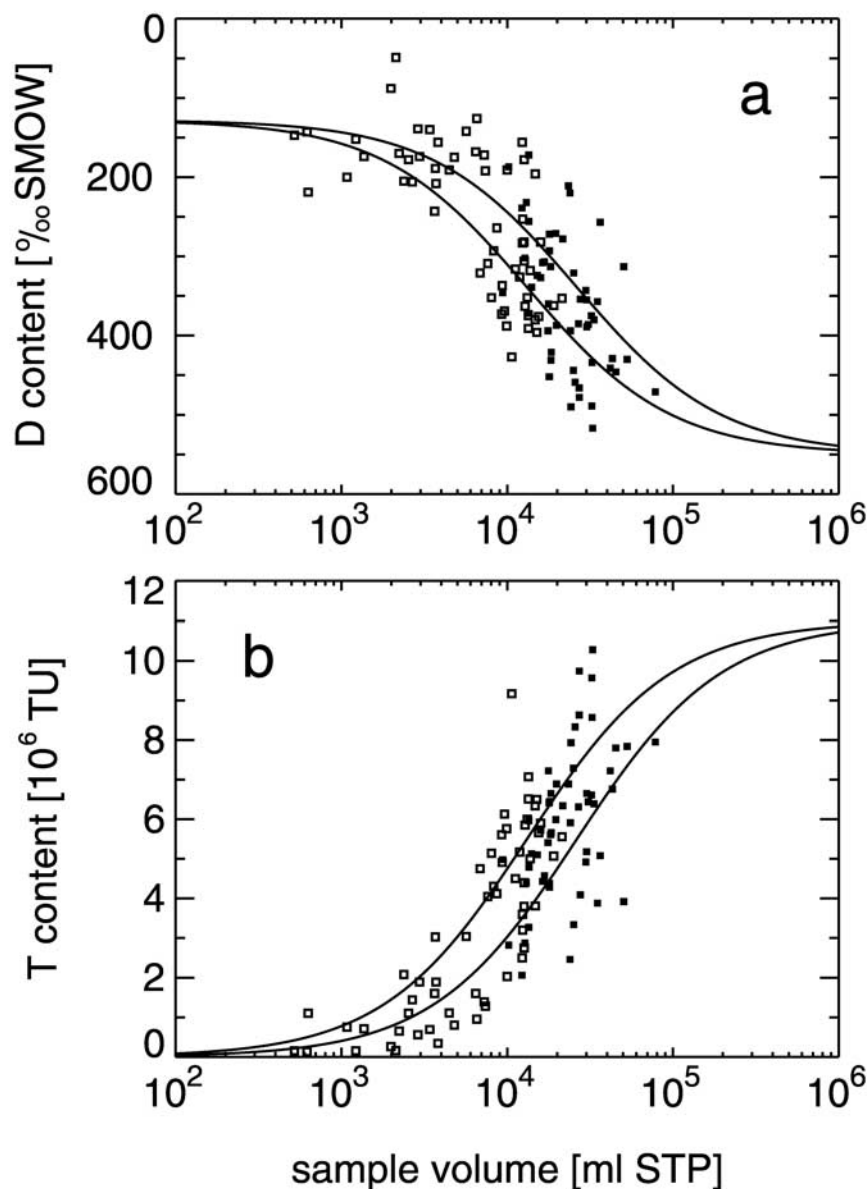 a
D content [‰ SMOW]
0
200
400
600
10² 10³ 10⁴ 10⁵ 10⁶
b
T content [10⁶ TU]
12
10
8
6
4
2
0
10² 10³ 10⁴ 10⁵ 10⁶
sample volume [ml STP]